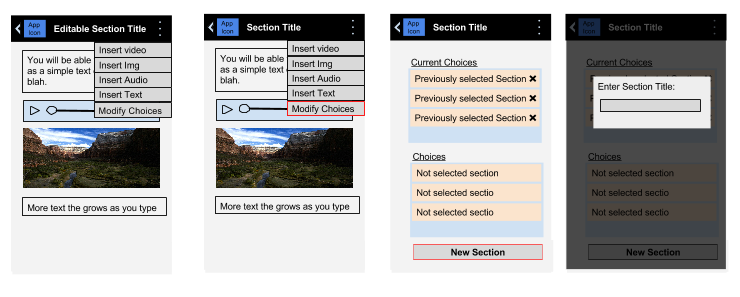 App
Icon
Editable Section Title
Insert video
You will be able
Insert Img
as a simple text
Insert Audio
blah.
Insert Text
Modify Choices
More text the grows as you type
App
Icon
Section Title
Insert video
You will be able
Insert Img
as a simple text
Insert Audio
blah.
Insert Text
Modify Choices
More text the grows as you type
App
Icon
Section Title
Current Choices
Previously selected Section ×
Previously selected Section ×
Previously selected Section ×
Choices
Not selected section
Not selected sectio
Not selected sectio
New Section
App
Icon
Section Title
Current Choices
Enter Section Title:
Choices
Not selected section
Not selected sectio
Not selected sectio
New Section